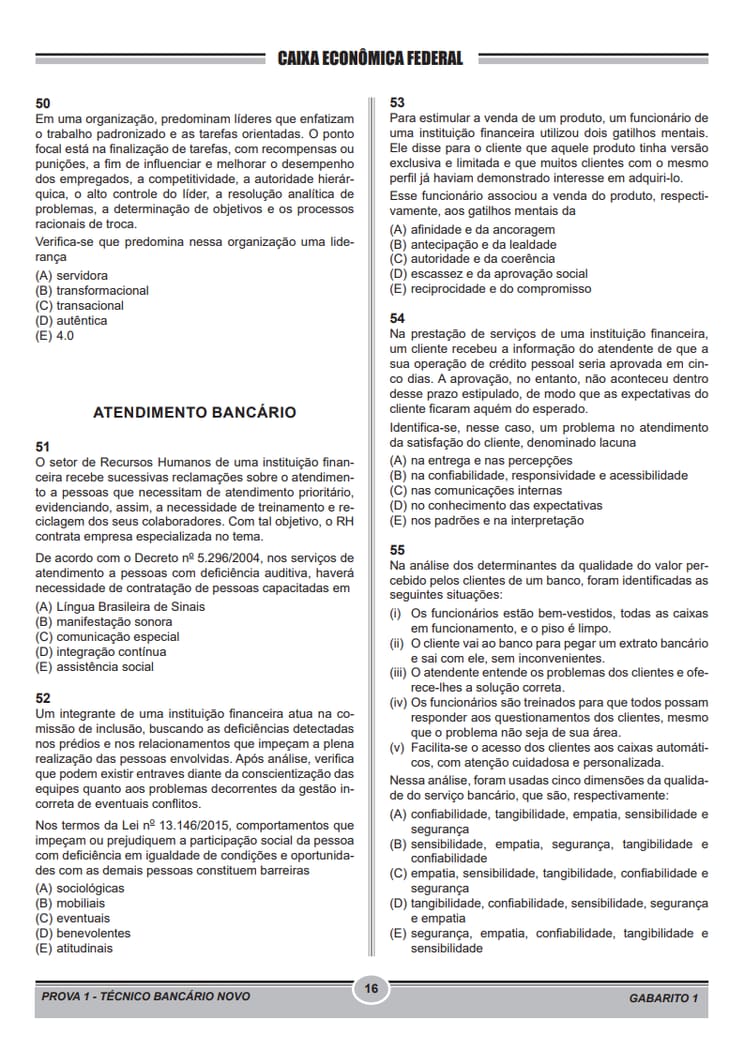 CAIXA ECONÔMICA FEDERAL
50
Em uma organização, predominam líderes que enfatizam
o trabalho padronizado e as tarefas orientadas. O ponto
focal está na finalização de tarefas, com recompensas ou
punições, a fim de influenciar e melhorar o desempenho
dos empregados, a competitividade, a autoridade hierár-
quica, o alto controle do líder, a resolução analítica de
problemas, a determinação de objetivos e os processos
racionais de troca.
Verifica-se que predomina nessa organização uma lide-
rança
(A) servidora
(B) transformacional
(C) transacional
(D) autêntica
(E) 4.0
ATENDIMENTO BANCÁRIO
51
O setor de Recursos Humanos de uma instituição finan-
ceira recebe sucessivas reclamações sobre o atendimen-
to a pessoas que necessitam de atendimento prioritário,
evidenciando, assim, a necessidade de treinamento e re-
ciclagem dos seus colaboradores. Com tal objetivo, o RH
contrata empresa especializada no tema.
De acordo com o Decreto nº 5.296/2004, nos serviços de
atendimento a pessoas com deficiência auditiva, haverá
necessidade de contratação de pessoas capacitadas em
(A) Língua Brasileira de Sinais
(B) manifestação sonora
(C) comunicação especial
(D) integração contínua
(E) assistência social
52
Um integrante de uma instituição financeira atua na co-
missão de inclusão, buscando as deficiências detectadas
nos prédios e nos relacionamentos que impeçam a plena
realização das pessoas envolvidas. Após análise, verifica
que podem existir entraves diante da conscientização das
equipes quanto aos problemas decorrentes da gestão in-
correta de eventuais conflitos.
Nos termos da Lei nº 13.146/2015, comportamentos que
impeçam ou prejudiquem a participação social da pessoa
com deficiência em igualdade de condições e oportunida-
des com as demais pessoas constituem barreiras
(A) sociológicas
(B) mobiliais
(C) eventuais
(D) benevolentes
(E) atitudinais
53
Para estimular a venda de um produto, um funcionário de
uma instituição financeira utilizou dois gatilhos mentais.
Ele disse para o cliente que aquele produto tinha versão
exclusiva e limitada e que muitos clientes com o mesmo
perfil já haviam demonstrado interesse em adquiri-lo.
Esse funcionário associou a venda do produto, respecti-
vamente, aos gatilhos mentais da
(A) afinidade e da ancoragem
(B) antecipação e da lealdade
(C) autoridade e da coerência
(D) escassez e da aprovação social
(E) reciprocidade e do compromisso
54
Na prestação de serviços de uma instituição financeira,
um cliente recebeu a informação do atendente de que a
sua operação de crédito pessoal seria aprovada em cin-
co dias. A aprovação, no entanto, não aconteceu dentro
desse prazo estipulado, de modo que as expectativas do
cliente ficaram aquém do esperado.
Identifica-se, nesse caso, um problema no atendimento
da satisfação do cliente, denominado lacuna
(A) na entrega e nas percepções
(B) na confiabilidade, responsividade e acessibilidade
(C) nas comunicações internas
(D) no conhecimento das expectativas
(E) nos padrões e na interpretação
55
Na análise dos determinantes da qualidade do valor per-
cebido pelos clientes de um banco, foram identificadas as
seguintes situações:
(i) Os funcionários estão bem-vestidos, todas as caixas
em funcionamento, e o piso é limpo.
(ii) O cliente vai ao banco para pegar um extrato bancário
e sai com ele, sem inconvenientes.
(iii) O atendente entende os problemas dos clientes e ofe-
rece-lhes a solução correta.
(iv) Os funcionários são treinados para que todos possam
responder aos questionamentos dos clientes, mesmo
que o problema não seja de sua área.
(v) Facilita-se o acesso dos clientes aos caixas automáti-
cos, com atenção cuidadosa e personalizada.
Nessa análise, foram usadas cinco dimensões da qualida-
de do serviço bancário, que são, respectivamente:
(A) confiabilidade, tangibilidade, empatia, sensibilidade e
segurança
(B) sensibilidade, empatia, segurança, tangibilidade e
confiabilidade
(C) empatia, sensibilidade, tangibilidade, confiabilidade e
segurança
(D) tangibilidade, confiabilidade, sensibilidade, segurança
e empatia
(E) segurança, empatia, confiabilidade, tangibilidade e
sensibilidade
PROVA 1 - TÉCNICO BANCÁRIO NOVO
16
GABARITO 1